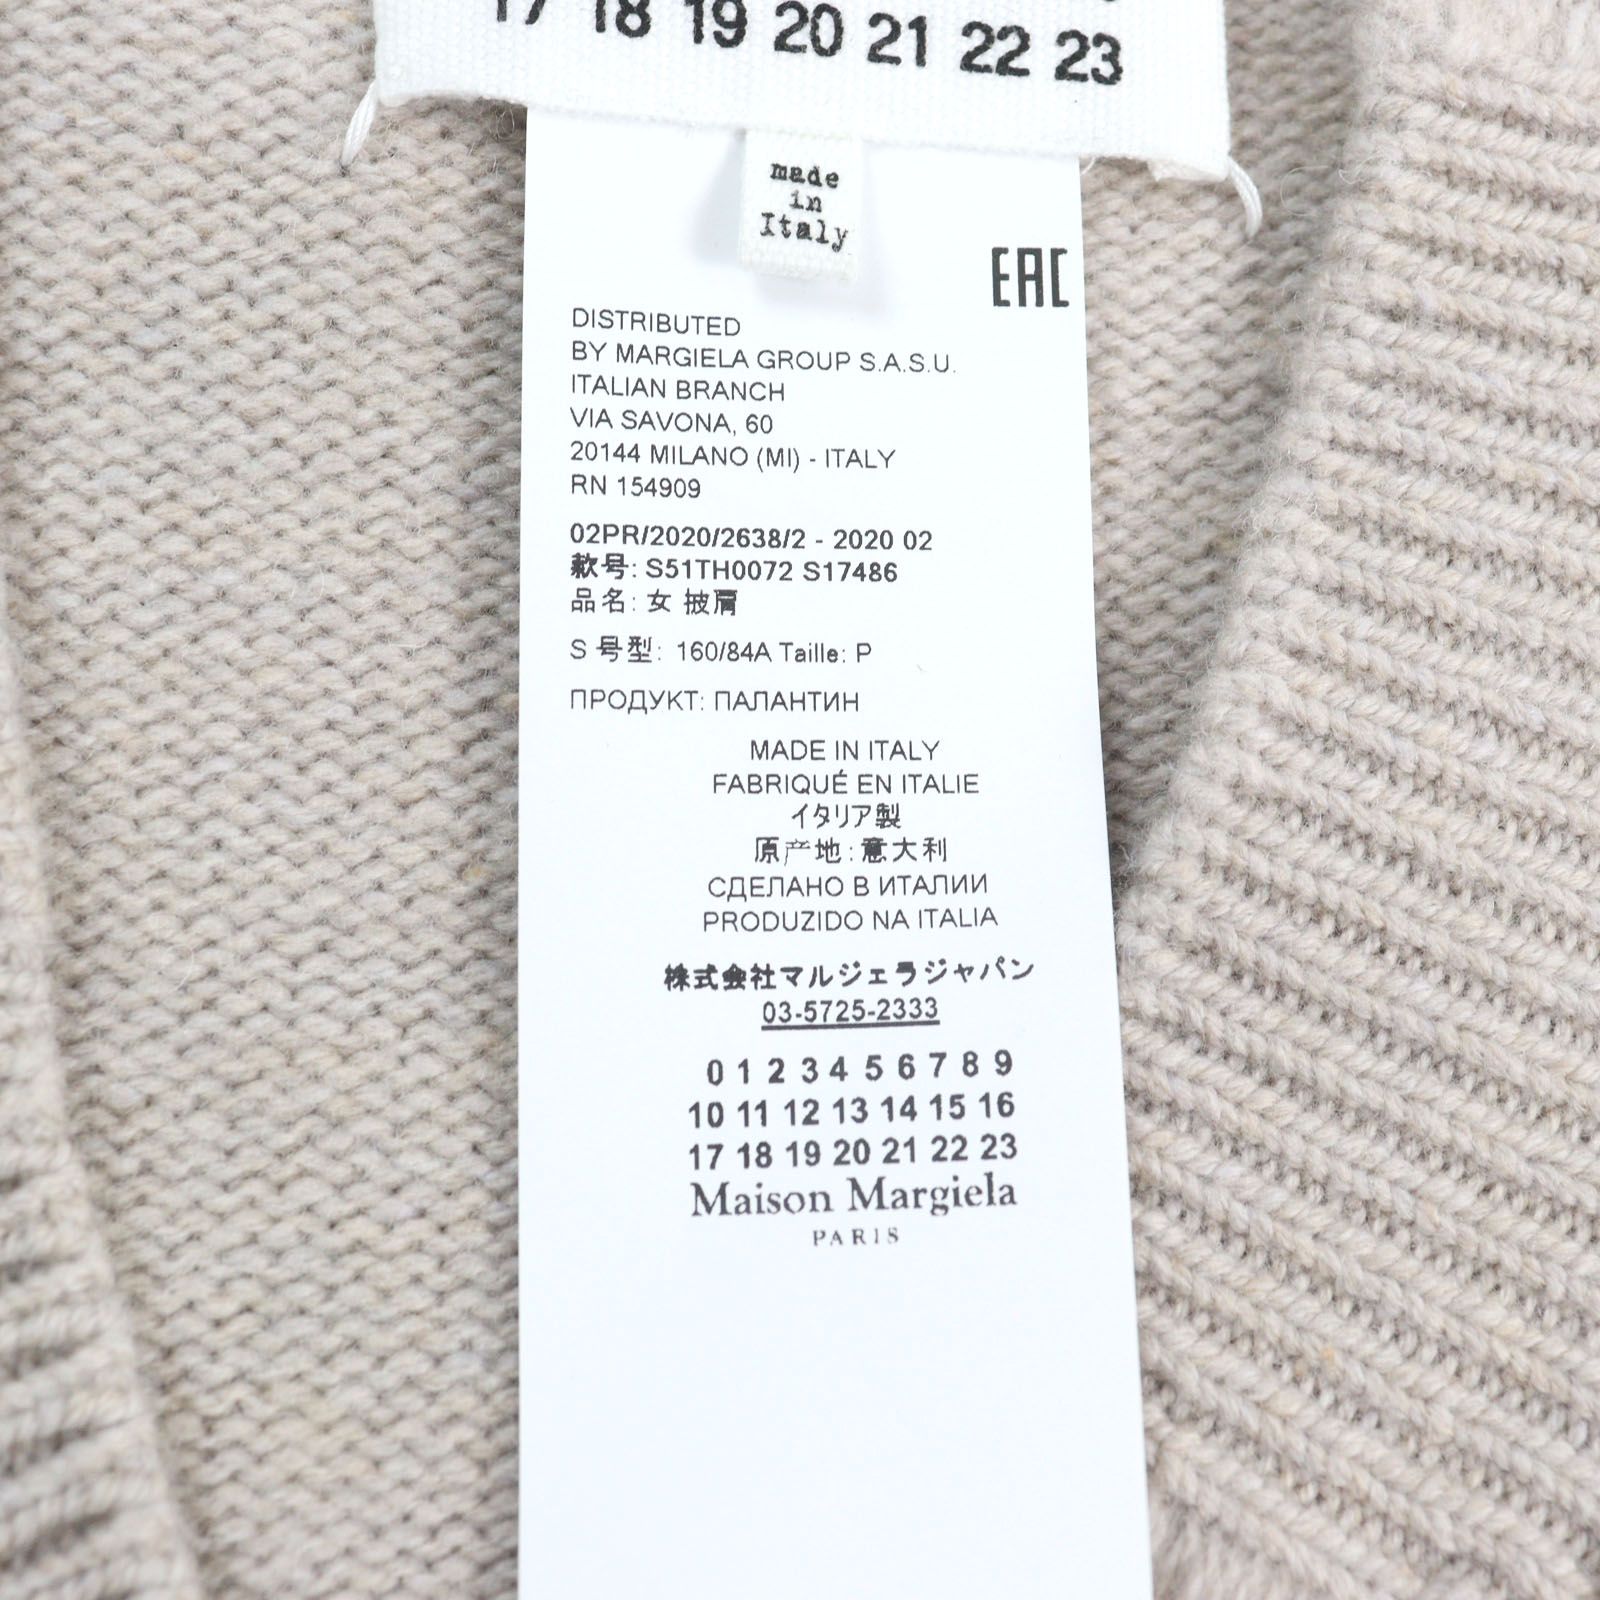 17 18 19 20 21 22 23
made
in
Italy
EAC
DISTRIBUTED
BY MARGIELA GROUP S.A.S.U.
ITALIAN BRANCH
VIA SAVONA, 60
20144 MILANO (MI) - ITALY
RN 154909
02PR/2020/2638/2 - 2020 02
款号: S51TH0072 S17486
品名: 女 披肩
S 号型: 160/84A Taille: P
ПРОДУКТ: ПАЛАНТИН
MADE IN ITALY
FABRIQUÉ EN ITALIE
イタリア製
原产地: 意大利
СДЕЛАНО В ИТАЛИИ
PRODUZIDO NA ITALIA
株式会社マルジェラジャパン
03-5725-2333
0 1 2 3 4 5 6 7 8 9
10 11 12 13 14 15 16
17 18 19 20 21 22 23
Maison Margiela
PARIS